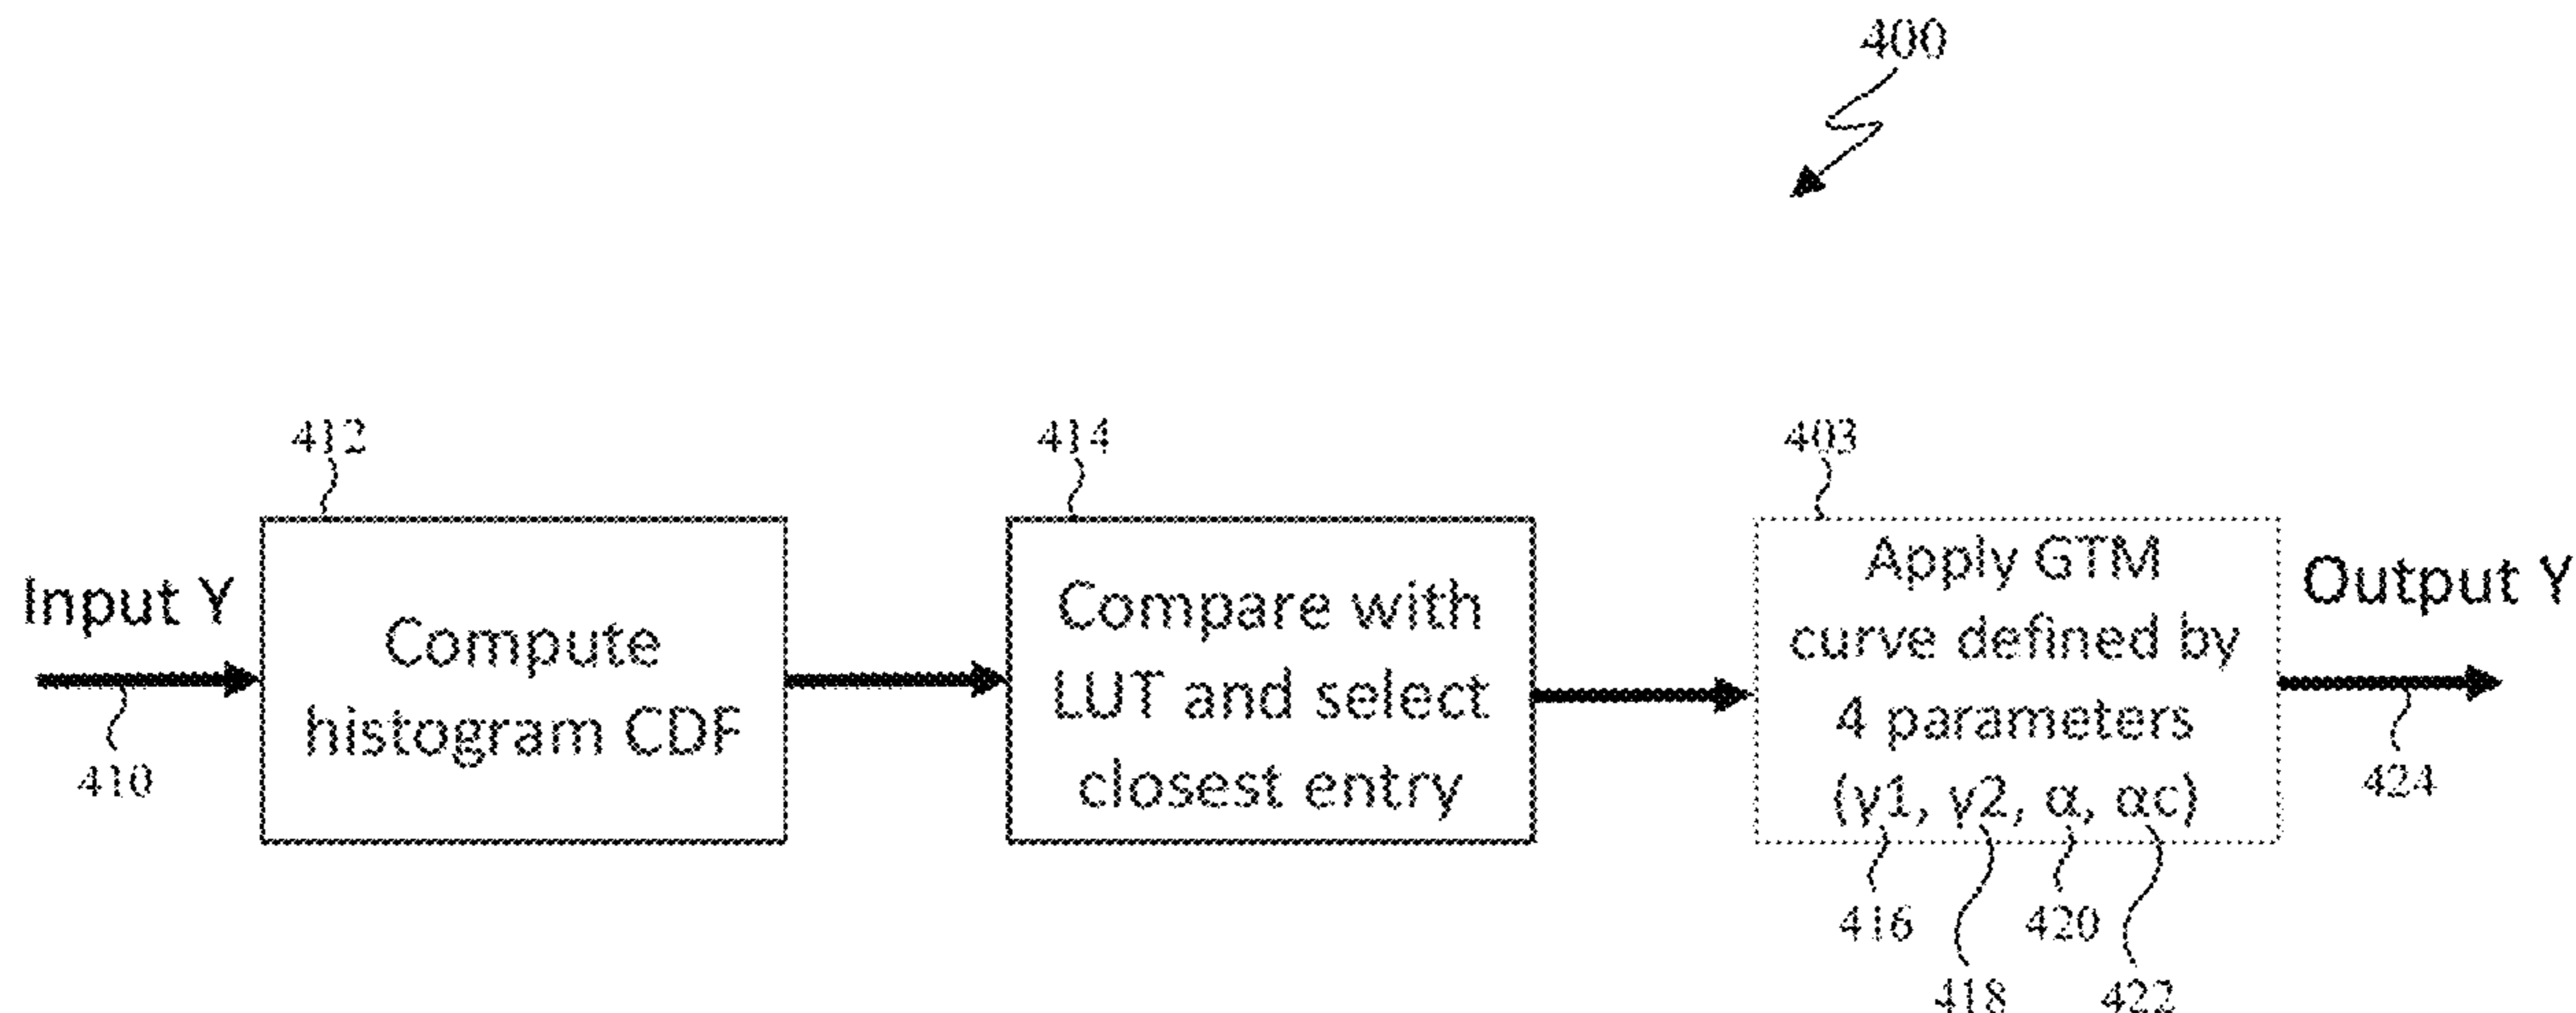 400
412
414
403
Input Y
410
Compute
histogram CDF
Compare with
LUT and select
closest entry
Apply GTM
curve defined by
4 parameters
(γ1, γ2, α, αc)
Output Y
424
416
420
418
422